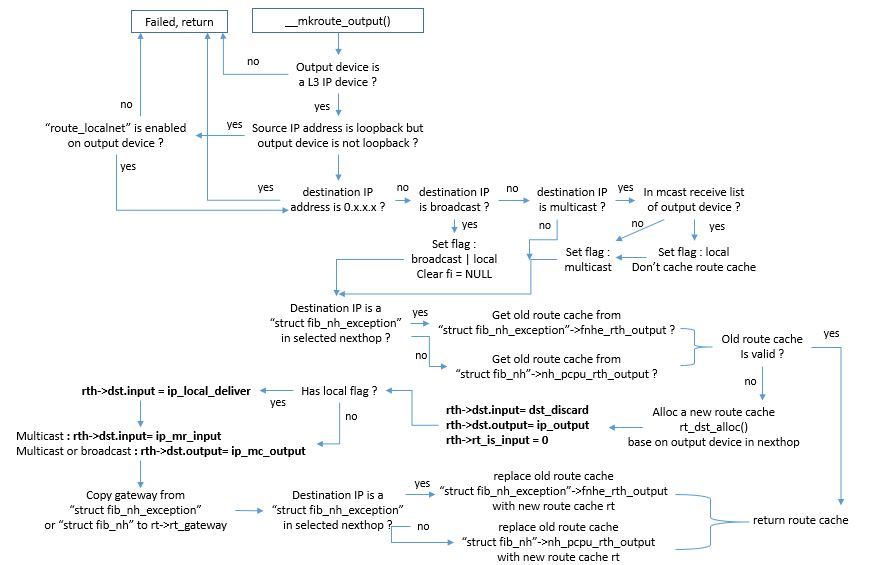 Failed, return
__mkroute_output()
no
Output device is
a L3 IP device ?
yes
no
"route_localnet" is enabled
on output device ?
yes
Source IP address is loopback but
output device is not loopback ?
yes
yes
destination IP
address is 0.x.x.x ?
no
destination IP
is broadcast ?
no
destination IP
is multicast ?
yes
In mcast receive list
of output device ?
yes
no
no
yes
Set flag :
broadcast | local
Clear fi = NULL
Set flag :
multicast
Set flag : local
Don't cache route cache
Destination IP is a
"struct fib_nh_exception"
in selected nexthop ?
yes
Get old route cache from
"struct fib_nh_exception"->fnhe_rth_output ?
no
Get old route cache from
"struct fib_nh"->nh_pcpu_rth_output ?
Old route cache
Is valid ?
yes
no
Alloc a new route cache
rt_dst_alloc()
base on output device in nexthop
rth->dst.input= dst_discard
rth->dst.output= ip_output
rth->rt_is_input = 0
Has local flag ?
yes
no
rth->dst.input = ip_local_deliver
Multicast : rth->dst.input= ip_mr_input
Multicast or broadcast : rth->dst.output= ip_mc_output
Copy gateway from
"struct fib_nh_exception"
or "struct fib_nh" to rt->rt_gateway
Destination IP is a
"struct fib_nh_exception"
in selected nexthop ?
yes
replace old route cache
"struct fib_nh_exception"->fnhe_rth_output
with new route cache rt
no
replace old route cache
"struct fib_nh"->nh_pcpu_rth_output
with new route cache rt
return route cache